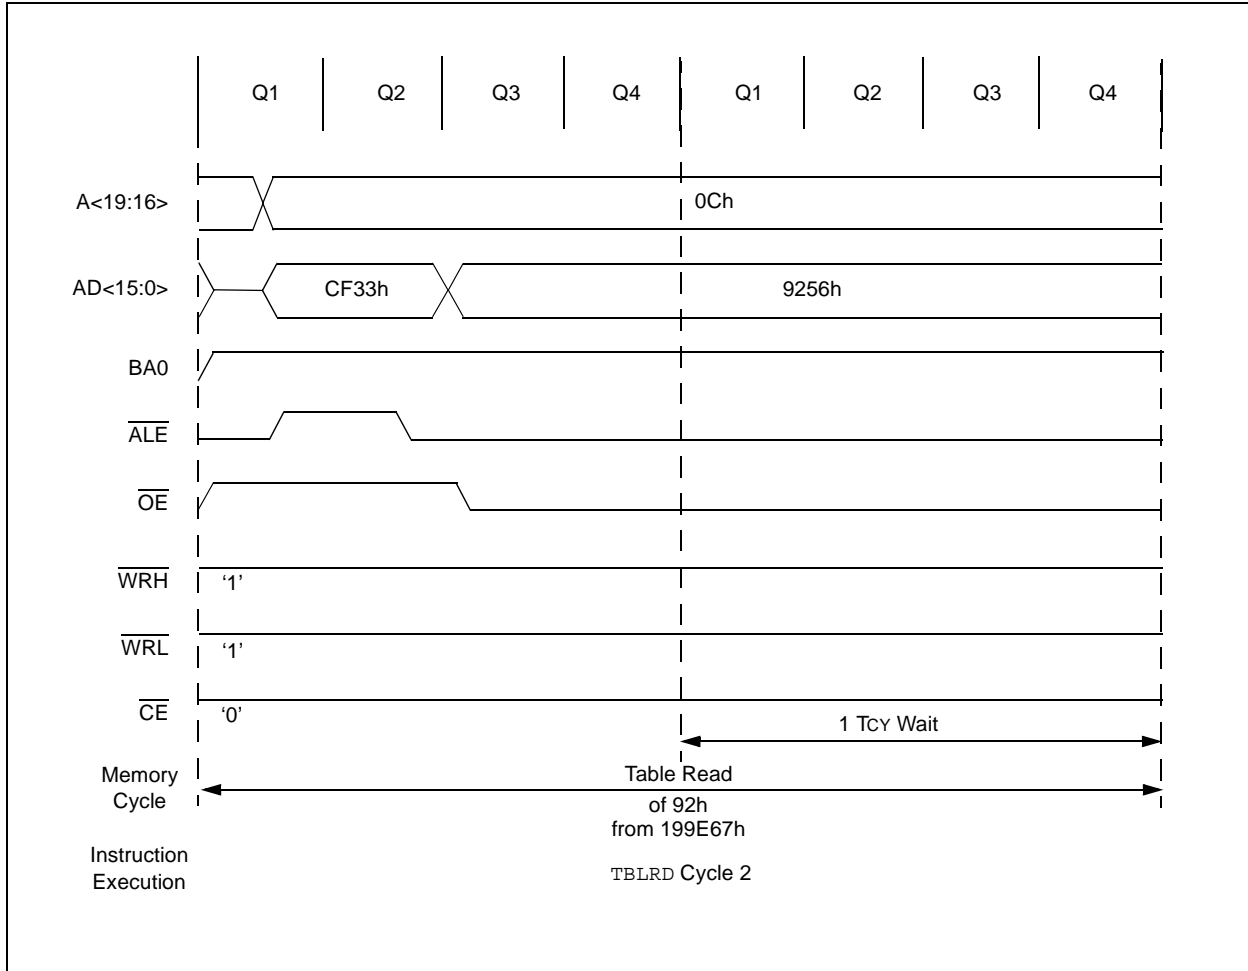 Q1 Q2 Q3 Q4 Q1 Q2 Q3 Q4
A<19:16> 0Ch
AD<15:0> CF33h 9256h
BA0
ALE
OE
WRH ‘1’
WRL ‘1’
CE ‘0’
1 TCY Wait
Memory
Cycle
Table Read
of 92h
from 199E67h
Instruction
Execution
TBLRD Cycle 2